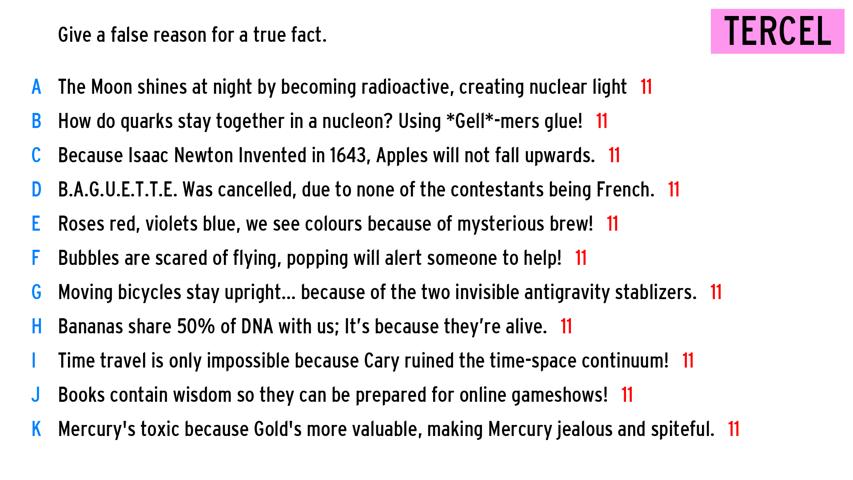 Give a false reason for a true fact.
TERCEL
A The Moon shines at night by becoming radioactive, creating nuclear light 11
B How do quarks stay together in a nucleon? Using *Gell*-mers glue! 11
C Because Isaac Newton Invented in 1643, Apples will not fall upwards. 11
D B.A.G.U.E.T.T.E. Was cancelled, due to none of the contestants being French. 11
E Roses red, violets blue, we see colours because of mysterious brew! 11
F Bubbles are scared of flying, popping will alert someone to help! 11
G Moving bicycles stay upright... because of the two invisible antigravity stablizers. 11
H Bananas share 50% of DNA with us; It's because they're alive. 11
I Time travel is only impossible because Cary ruined the time-space continuum! 11
J Books contain wisdom so they can be prepared for online gameshows! 11
K Mercury's toxic because Gold's more valuable, making Mercury jealous and spiteful. 11